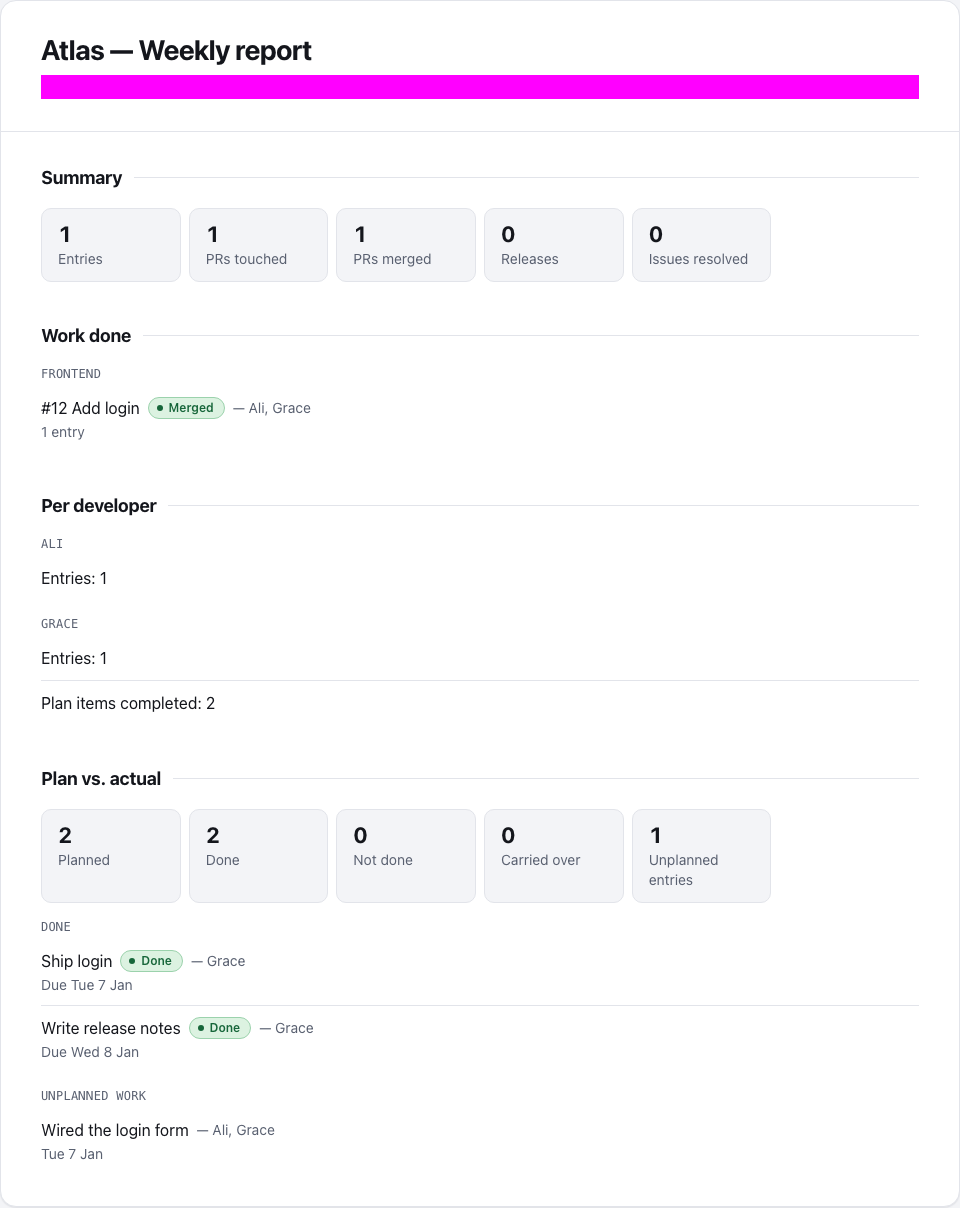 Atlas — Weekly report
Summary
1
Entries
1
PRs touched
1
PRs merged
0
Releases
0
Issues resolved
Work done
FRONTEND
#12 Add login Merged — Ali, Grace
1 entry
Per developer
ALI
Entries: 1
GRACE
Entries: 1
Plan items completed: 2
Plan vs. actual
2
Planned
2
Done
0
Not done
0
Carried over
1
Unplanned
entries
DONE
Ship login Done — Grace
Due Tue 7 Jan
Write release notes Done — Grace
Due Wed 8 Jan
UNPLANNED WORK
Wired the login form — Ali, Grace
Tue 7 Jan